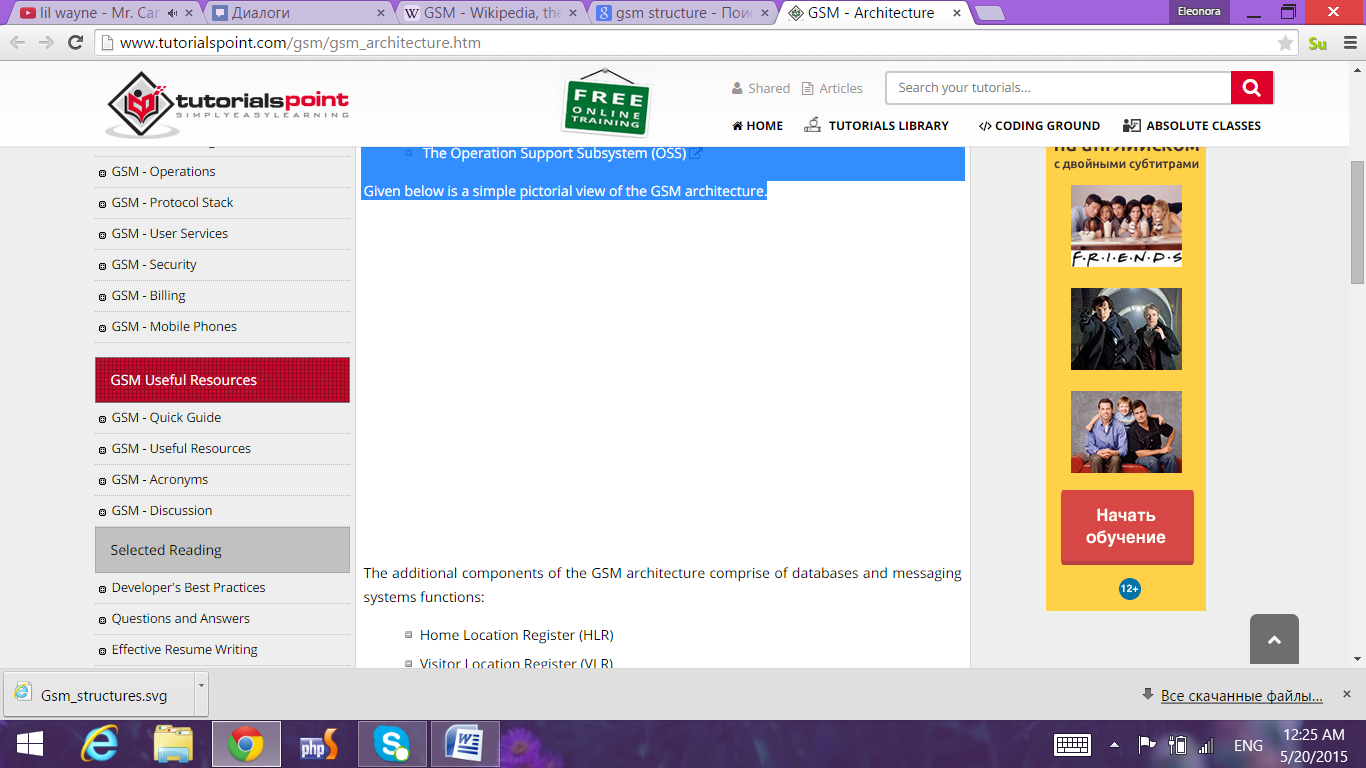 lil wayne - Mr. Car
Диалоги
GSM - Wikipedia, the
gsm structure - Пои
GSM - Architecture
Eleonora
www.tutorialspoint.com/gsm/gsm_architecture.htm
Su
tutorialspoint
SIMPLYEASYLEARNING
FREE
ONLINE
TRAINING
Shared
Articles
Search your tutorials...
HOME
TUTORIALS LIBRARY
</> CODING GROUND
ABSOLUTE CLASSES
GSM - Operations
GSM - Protocol Stack
GSM - User Services
GSM - Security
GSM - Billing
GSM - Mobile Phones
GSM Useful Resources
GSM - Quick Guide
GSM - Useful Resources
GSM - Acronyms
GSM - Discussion
Selected Reading
Developer's Best Practices
Questions and Answers
Effective Resume Writing
The Operation Support Subsystem (OSS)
Given below is a simple pictorial view of the GSM architecture.
The additional components of the GSM architecture comprise of databases and messaging
systems functions:
Home Location Register (HLR)
Visitor Location Register (VLR)
на английском
с двойными субтитрами
F·R·I·E·N·D·S
Начать
обучение
12+
Gsm_structures.svg
Все скачанные файлы...
php
ENG
12:25 AM
5/20/2015